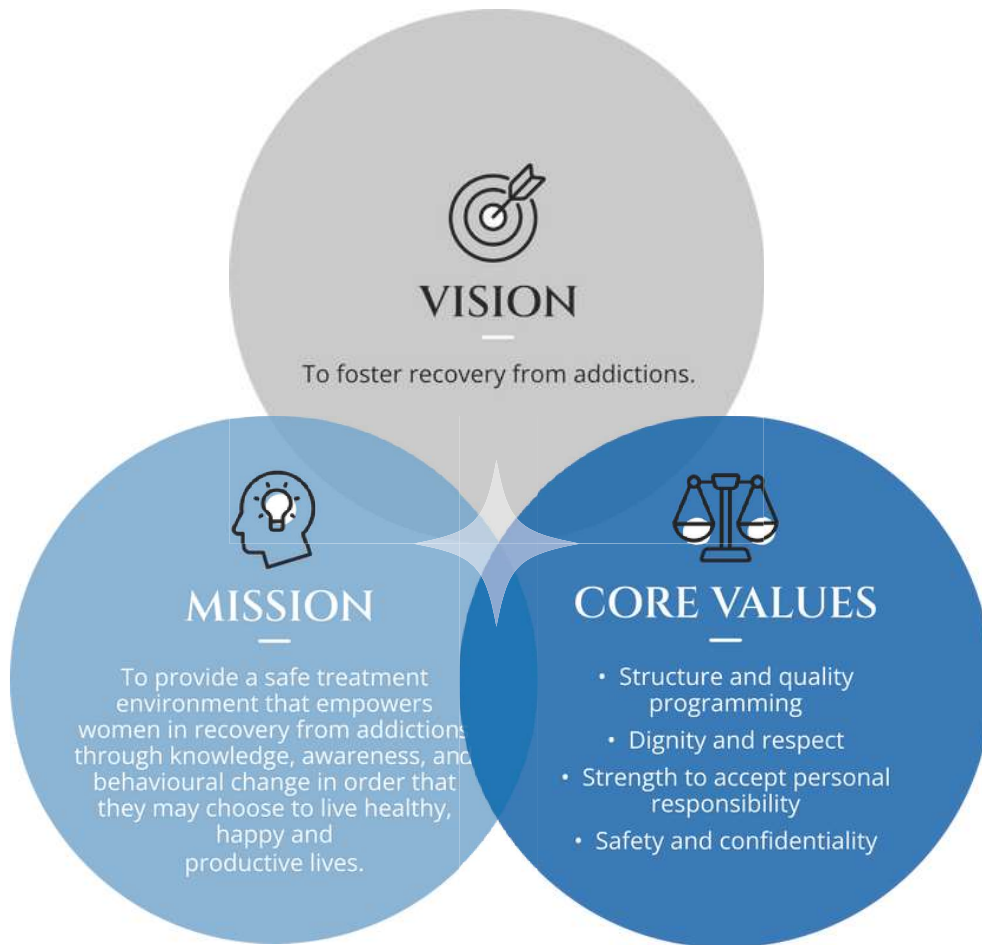 VISION
To foster recovery from addictions.
MISSION
To provide a safe treatment
environment that empowers
women in recovery from addictions
through knowledge, awareness, and
behavioural change in order that
they may choose to live healthy,
happy and
productive lives.
CORE VALUES
• Structure and quality
programming
• Dignity and respect
• Strength to accept personal
responsibility
• Safety and confidentiality